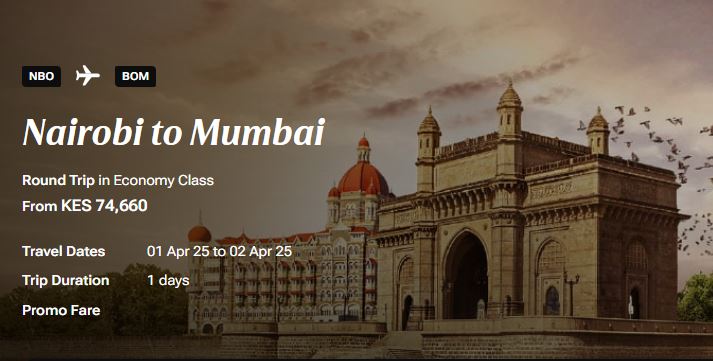 NBO BOM
Nairobi to Mumbai
Round Trip in Economy Class
From KES 74,660
Travel Dates 01 Apr 25 to 02 Apr 25
Trip Duration 1 days
Promo Fare